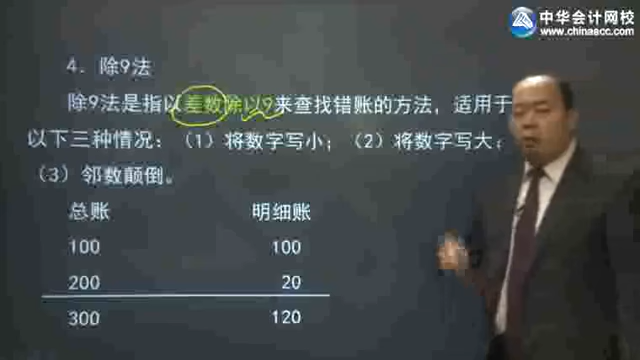 中华会计网校
www.chinaacc.com
4．除9法
除9法是指以差数除以9来查找错账的方法，适用于
以下三种情况：（1）将数字写小；（2）将数字写大；
（3）邻数颠倒。
总账 明细账
100 100
200 20
300 120